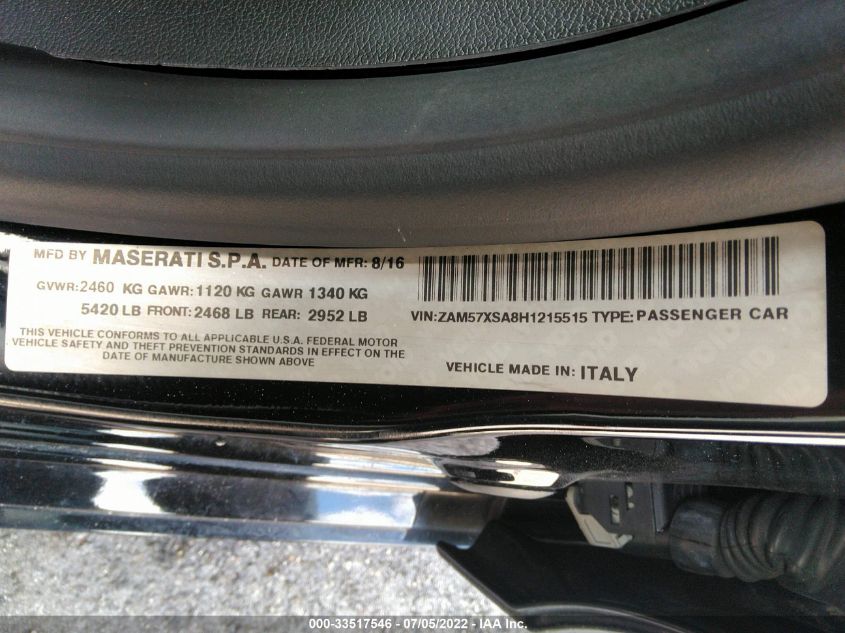 MFD BY MASERATI S.P.A. DATE OF MFR: 8/16
GVWR:2460 KG GAWR:1120 KG GAWR 1340 KG
5420 LB FRONT:2468 LB REAR: 2952 LB
THIS VEHICLE CONFORMS TO ALL APPLICABLE U.S.A. FEDERAL MOTOR
VEHICLE SAFETY AND THEFT PREVENTION STANDARDS IN EFFECT ON THE
DATE OF MANUFACTURE SHOWN ABOVE
VIN:ZAM57XSA8H1215515 TYPE:PASSENGER CAR
VEHICLE MADE IN: ITALY
000-33517546 - 07/05/2022 - IAA Inc.